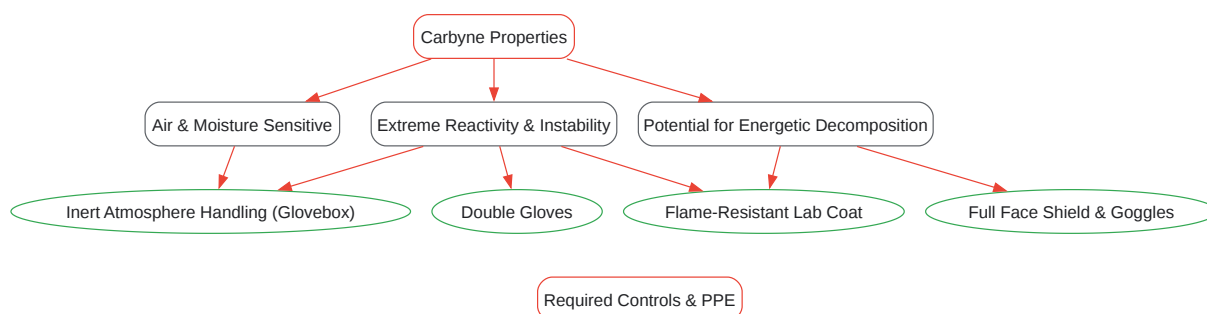 Carbyne Properties
Air & Moisture Sensitive
Extreme Reactivity & Instability
Potential for Energetic Decomposition
Inert Atmosphere Handling (Glovebox)
Double Gloves
Flame-Resistant Lab Coat
Full Face Shield & Goggles
Required Controls & PPE